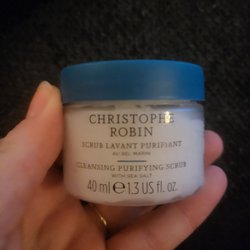 CHRISTOPHE
ROBIN
SCRUB LAVANT PURIFIANT
AU SEL MARIN
CLEANSING PURIFYING SCRUB
WITH SEA SALT
40 ml ℮ 1.3 US fl. oz.